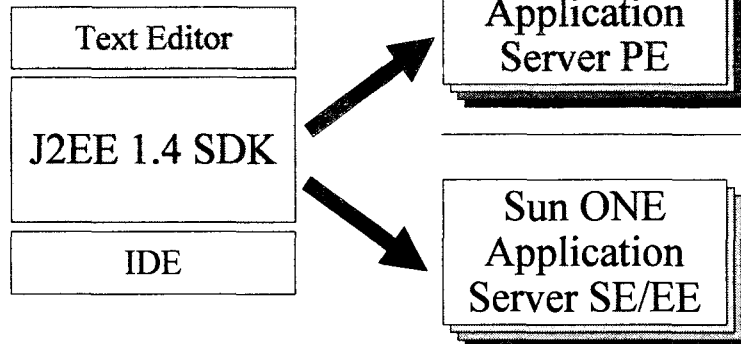 Text Editor
J2EE 1.4 SDK
IDE
Application
Server PE
Sun ONE
Application
Server SE/EE